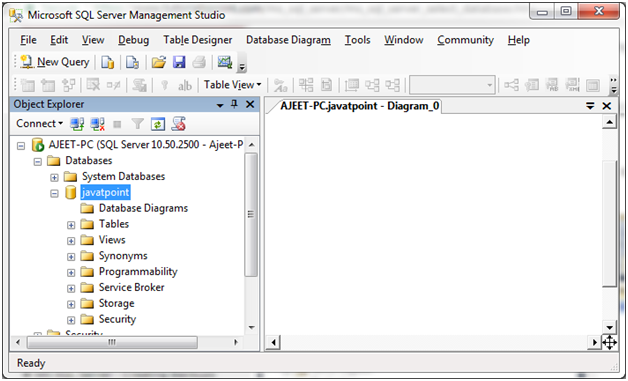 Microsoft SQL Server Management Studio
File Edit View Debug Table Designer Database Diagram Tools Window Community Help
New Query
Table View
Object Explorer
AJEET-PC.javatpoint - Diagram_0
Connect
AJEET-PC (SQL Server 10.50.2500 - Ajeet-P
Databases
System Databases
javatpoint
Database Diagrams
Tables
Views
Synonyms
Programmability
Service Broker
Storage
Security
Security
Ready